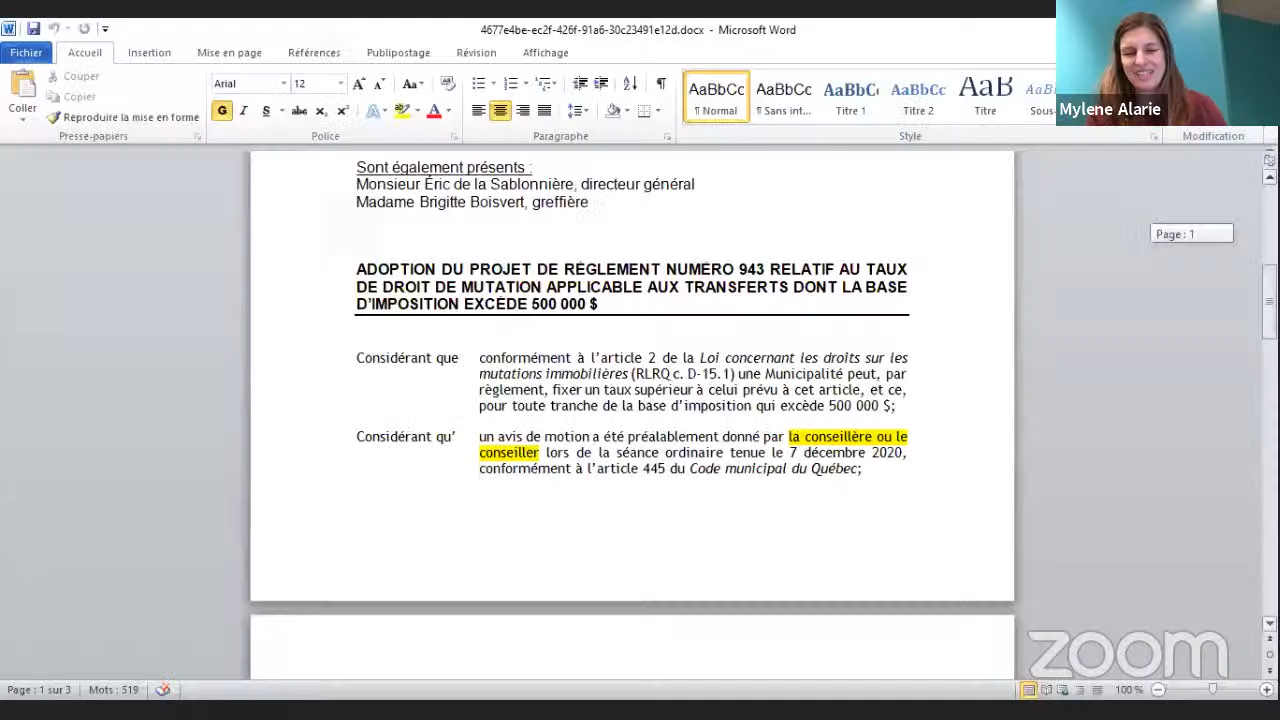 4677e4be-ec2f-426f-91a6-30c23491e12d.docx - Microsoft Word
Fichier Accueil Insertion Mise en page Références Publipostage Révision Affichage
Coller
Couper
Copier
Reproduire la mise en forme
Presse-papiers
Arial 12
G I S abc x₂ x² A ab A
Police
Paragraphe
AaBbCc AaBbCc AaBbC AaBbCc AaB
¶ Normal ¶ Sans int... Titre 1 Titre 2 Titre Sous-
Style
Modification
Mylene Alarie
Sont également présents :
Monsieur Éric de la Sablonnière, directeur général
Madame Brigitte Boisvert, greffière
Page : 1
ADOPTION DU PROJET DE RÈGLEMENT NUMÉRO 943 RELATIF AU TAUX
DE DROIT DE MUTATION APPLICABLE AUX TRANSFERTS DONT LA BASE
D’IMPOSITION EXCÈDE 500 000 $
Considérant que conformément à l’article 2 de la Loi concernant les droits sur les
mutations immobilières (RLRQ c. D-15.1) une Municipalité peut, par
règlement, fixer un taux supérieur à celui prévu à cet article, et ce,
pour toute tranche de la base d’imposition qui excède 500 000 $;
Considérant qu’ un avis de motion a été préalablement donné par la conseillère ou le
conseiller lors de la séance ordinaire tenue le 7 décembre 2020,
conformément à l’article 445 du Code municipal du Québec;
zoom
Page : 1 sur 3 Mots : 519 100 %